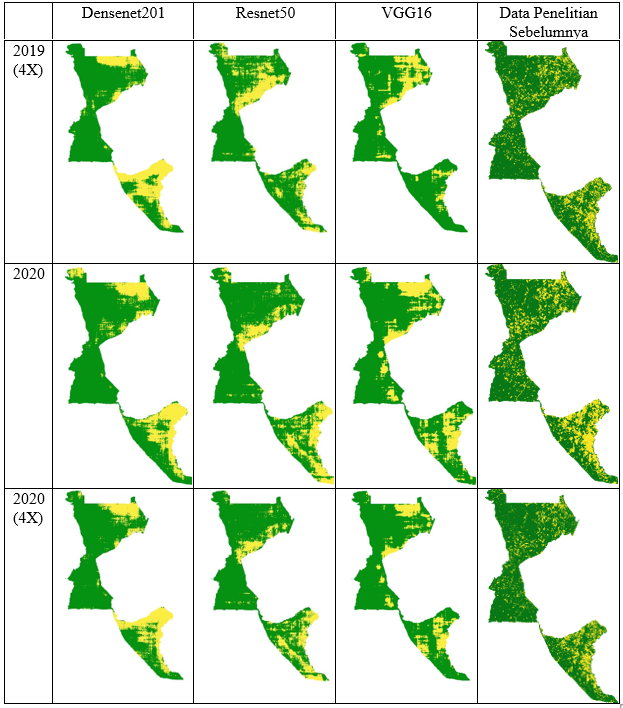 Densenet201
Resnet50
VGG16
Data Penelitian
Sebelumnya
2019
(4X)
2020
2020
(4X)